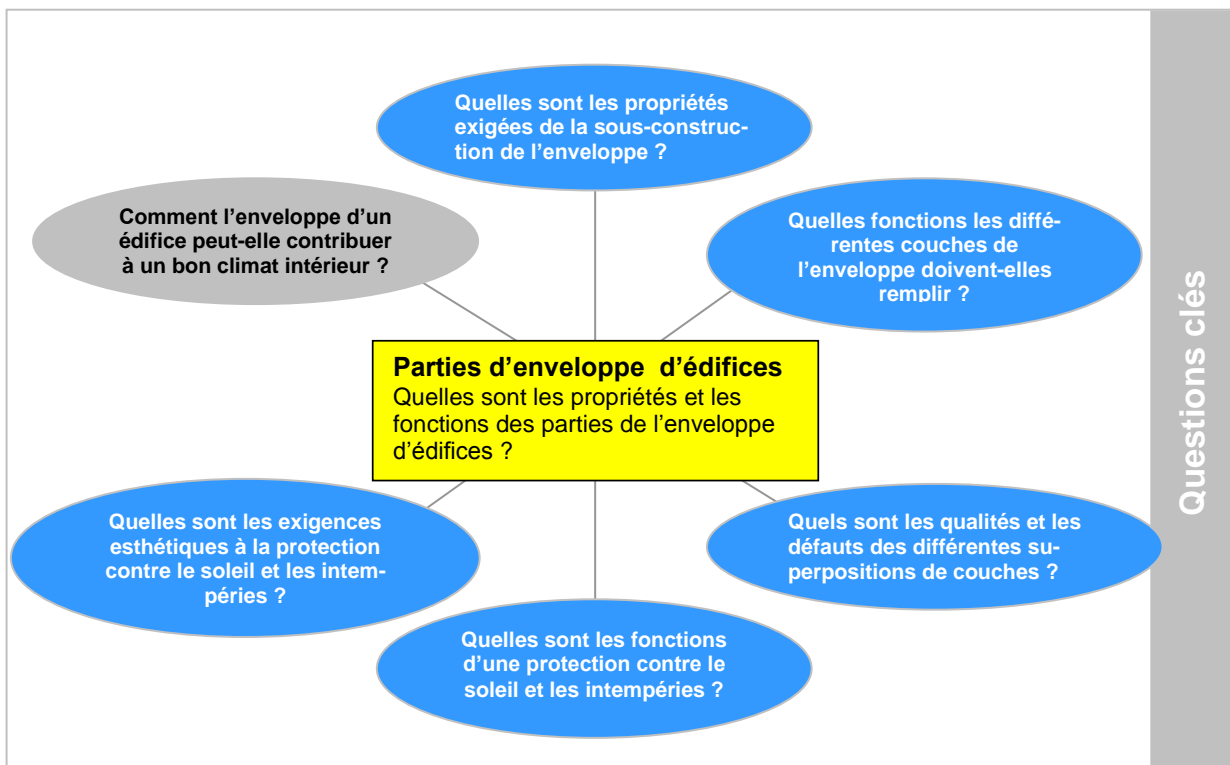 Quelles sont les propriétés
exigées de la sous-construc-
tion de l'enveloppe ?
Comment l'enveloppe d'un
édifice peut-elle contribuer
à un bon climat intérieur ?
Quelles fonctions les diffé-
rentes couches de
l'enveloppe doivent-elles
remplir ?
Parties d'enveloppe  d'édifices
Quelles sont les propriétés et les
fonctions des parties de l'enveloppe
d'édifices ?
Quelles sont les exigences
esthétiques à la protection
contre le soleil et les intem-
péries ?
Quels sont les qualités et les
défauts des différentes su-
perpositions de couches ?
Quelles sont les fonctions
d'une protection contre le
soleil et les intempéries ?
Questions clés